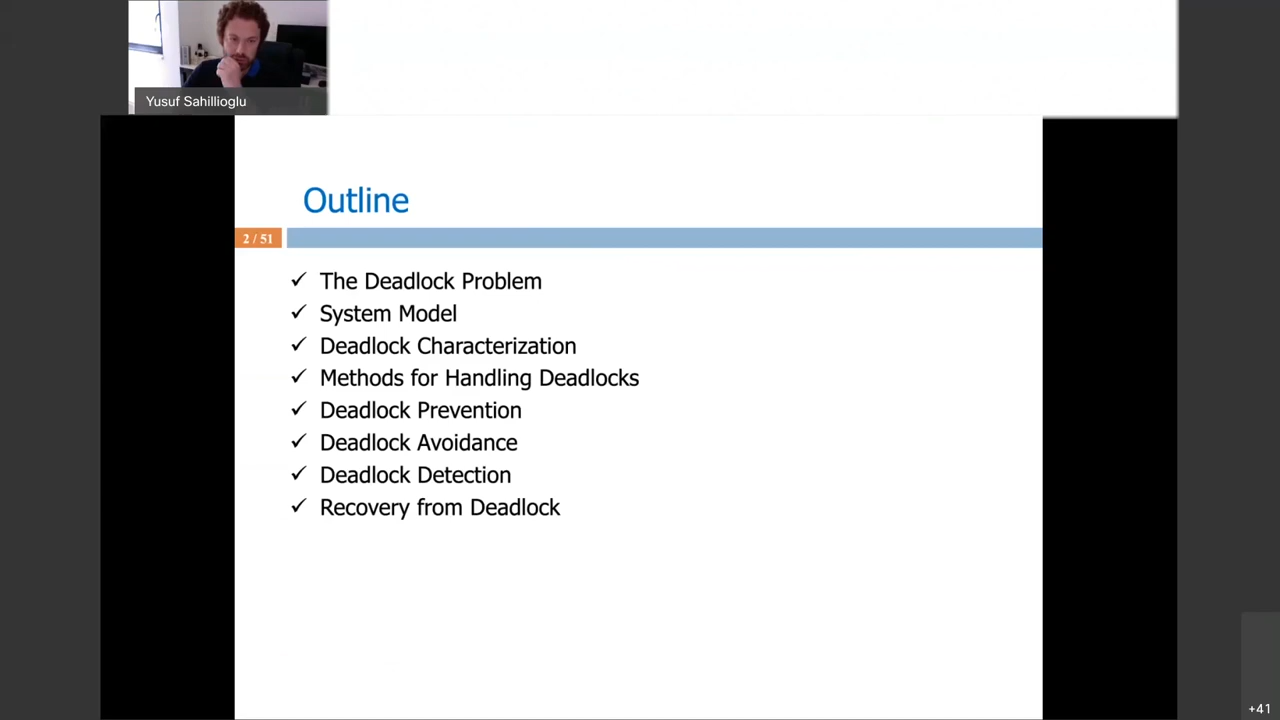 Yusuf Sahillioglu
Outline
2 / 51
✓ The Deadlock Problem
✓ System Model
✓ Deadlock Characterization
✓ Methods for Handling Deadlocks
✓ Deadlock Prevention
✓ Deadlock Avoidance
✓ Deadlock Detection
✓ Recovery from Deadlock
+41